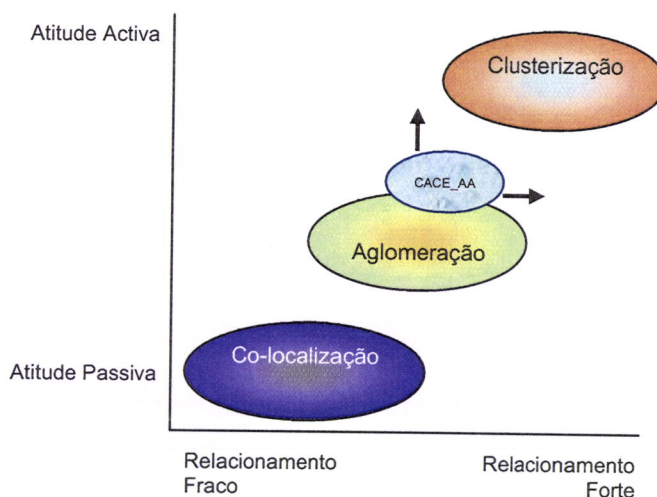 Atitude Activa
Clusterização
CACE_AA
Aglomeração
Co-localização
Atitude Passiva
Relacionamento
Fraco
Relacionamento
Forte